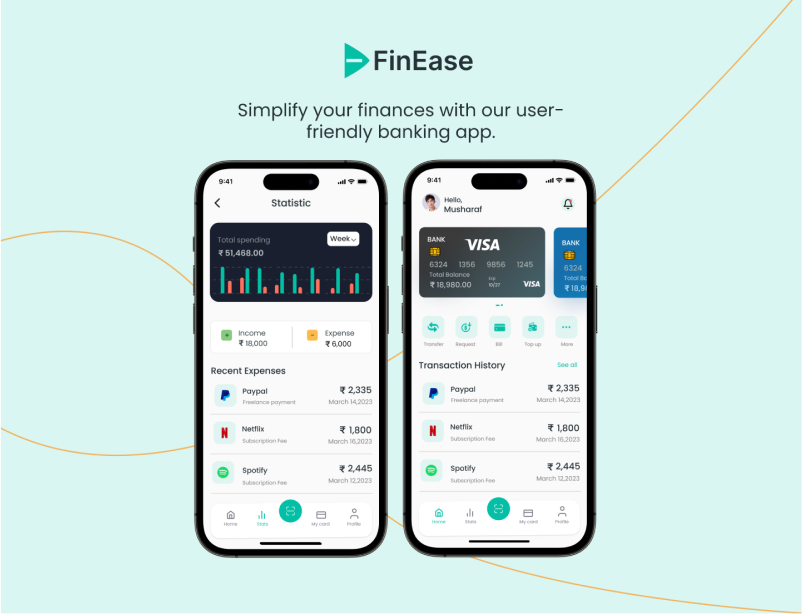 FinEase
Simplify your finances with our user-
friendly banking app.
9:41
Statistic
Total spending
Week
₹ 51,468.00
Income
₹ 18,000
Expense
₹ 6,000
Recent Expenses
Paypal
Freelance payment
₹ 2,335
March 14,2023
Netflix
Subscription Fee
₹ 1,800
March 16,2023
Spotify
Subscription Fee
₹ 2,445
March 12,2023
Home
Stats
My card
Profile
9:41
Hello,
Musharaf
BANK
VISA
6324 1356 9856 1245
Total Balance
₹ 18,980.00
10/27
VISA
BANK
6324
Total B
₹ 18,9
Transfer
Request
Bill
Top up
More
Transaction History
See all
Paypal
Freelance payment
₹ 2,335
March 14,2023
Netflix
Subscription Fee
₹ 1,800
March 16,2023
Spotify
Subscription Fee
₹ 2,445
March 12,2023
Home
Stats
My card
Profile